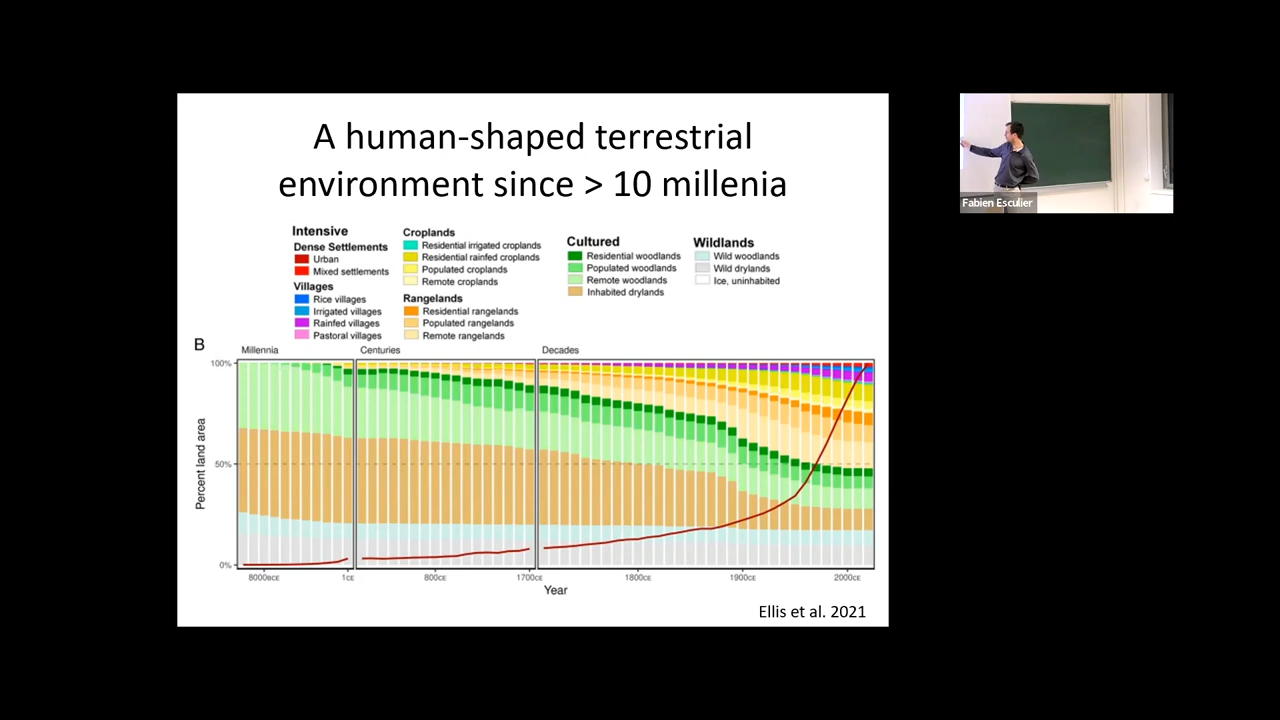 A human-shaped terrestrial
environment since > 10 millenia
Intensive
Dense Settlements
Urban
Mixed settlements
Villages
Rice villages
Irrigated villages
Rainfed villages
Pastoral villages
Croplands
Residential irrigated croplands
Residential rainfed croplands
Populated croplands
Remote croplands
Rangelands
Residential rangelands
Populated rangelands
Remote rangelands
Cultured
Residential woodlands
Populated woodlands
Remote woodlands
Inhabited drylands
Wildlands
Wild woodlands
Wild drylands
Ice, uninhabited
B
Millennia
Centuries
Decades
100%
50%
0%
Percent land area
8000BCE
1CE
800CE
1700CE
1800CE
1900CE
2000CE
Year
Ellis et al. 2021
Fabien Esculier